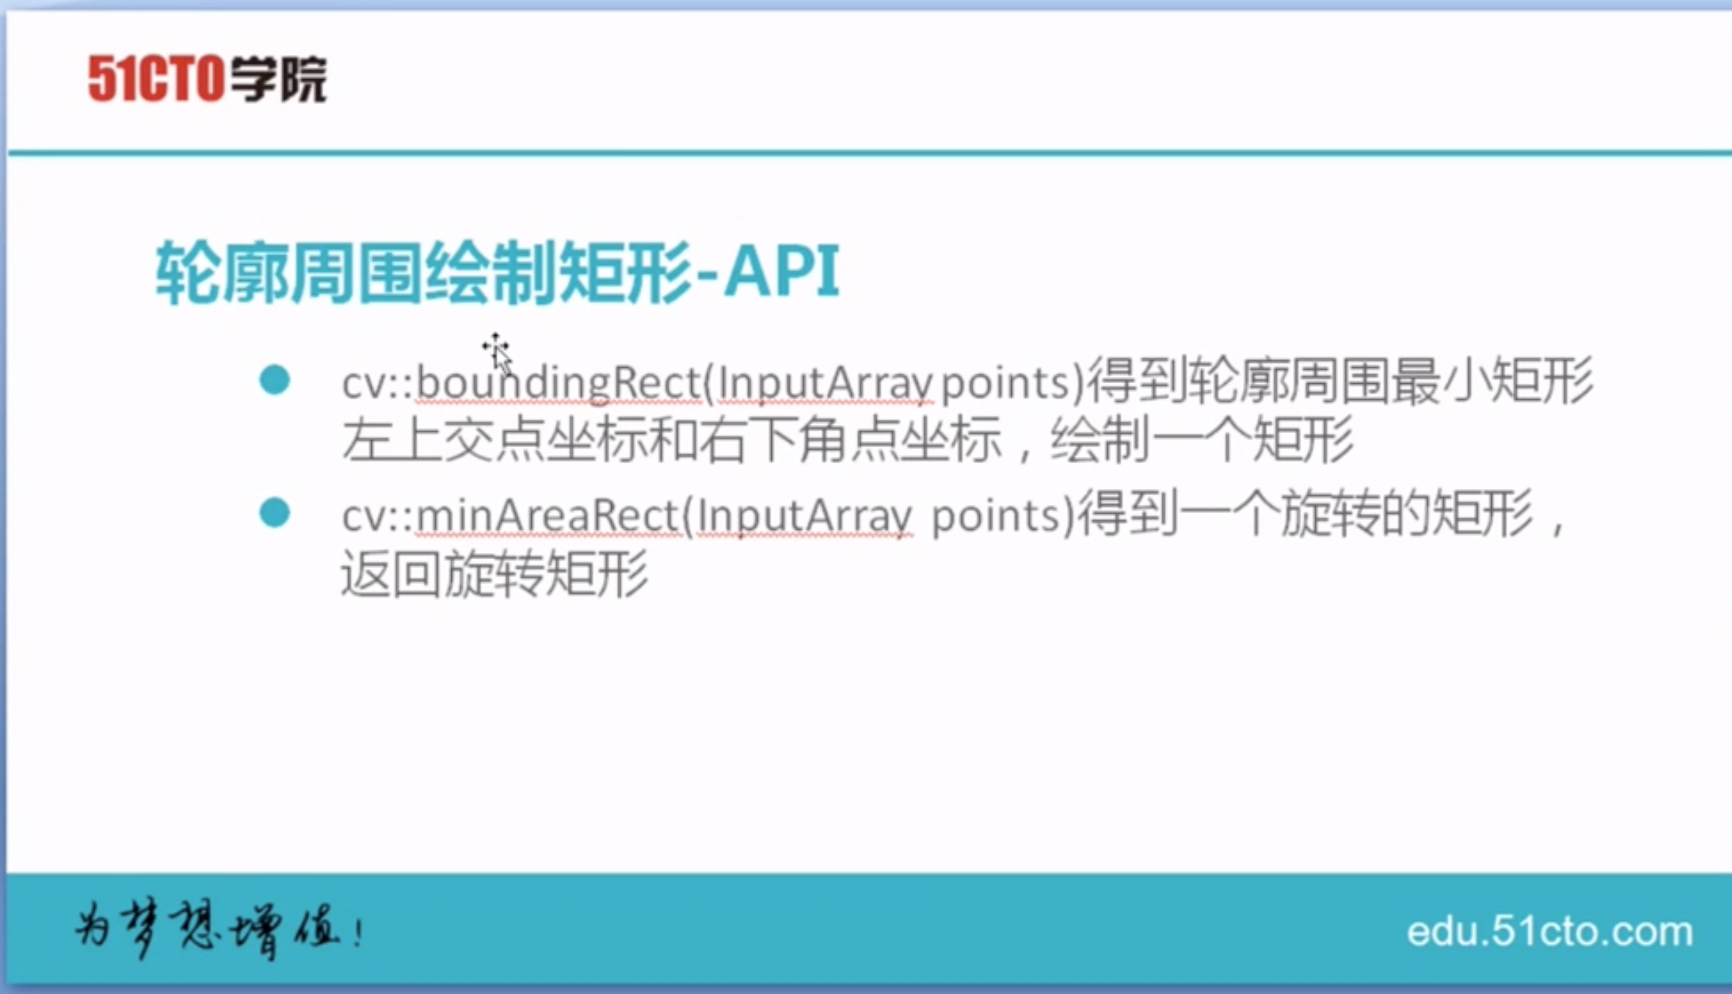 51CTO学院
轮廓周围绘制矩形-API
cv::boundingRect(InputArray points)得到轮廓周围最小矩形
左上交点坐标和右下角点坐标，绘制一个矩形
cv::minAreaRect(InputArray points)得到一个旋转的矩形，
返回旋转矩形
为梦想增值!
edu.51cto.com